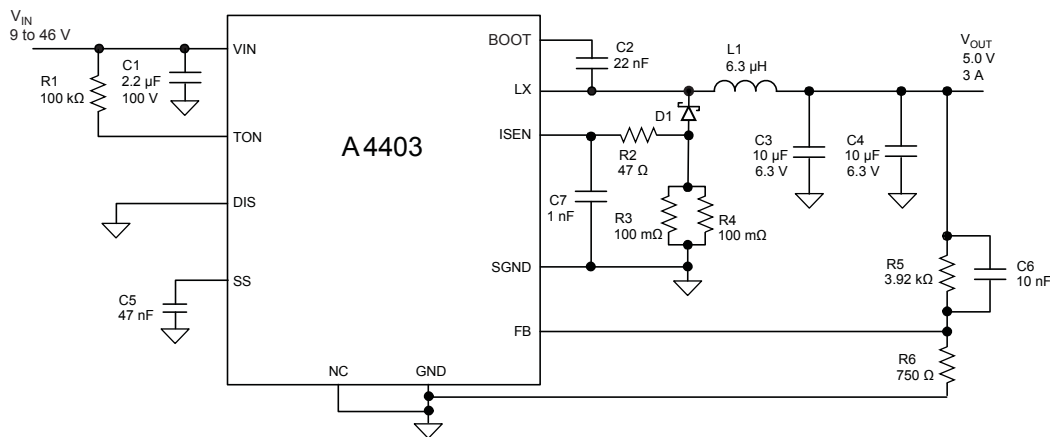 V_IN
9 to 46 V
R1
100 kΩ
C1
2.2 µF
100 V
VIN
TON
DIS
C5
47 nF
SS
A4403
NC
GND
BOOT
LX
ISEN
SGND
FB
C2
22 nF
L1
6.3 µH
D1
R2
47 Ω
C7
1 nF
R3
100 mΩ
R4
100 mΩ
C3
10 µF
6.3 V
C4
10 µF
6.3 V
V_OUT
5.0 V
3 A
R5
3.92 kΩ
C6
10 nF
R6
750 Ω